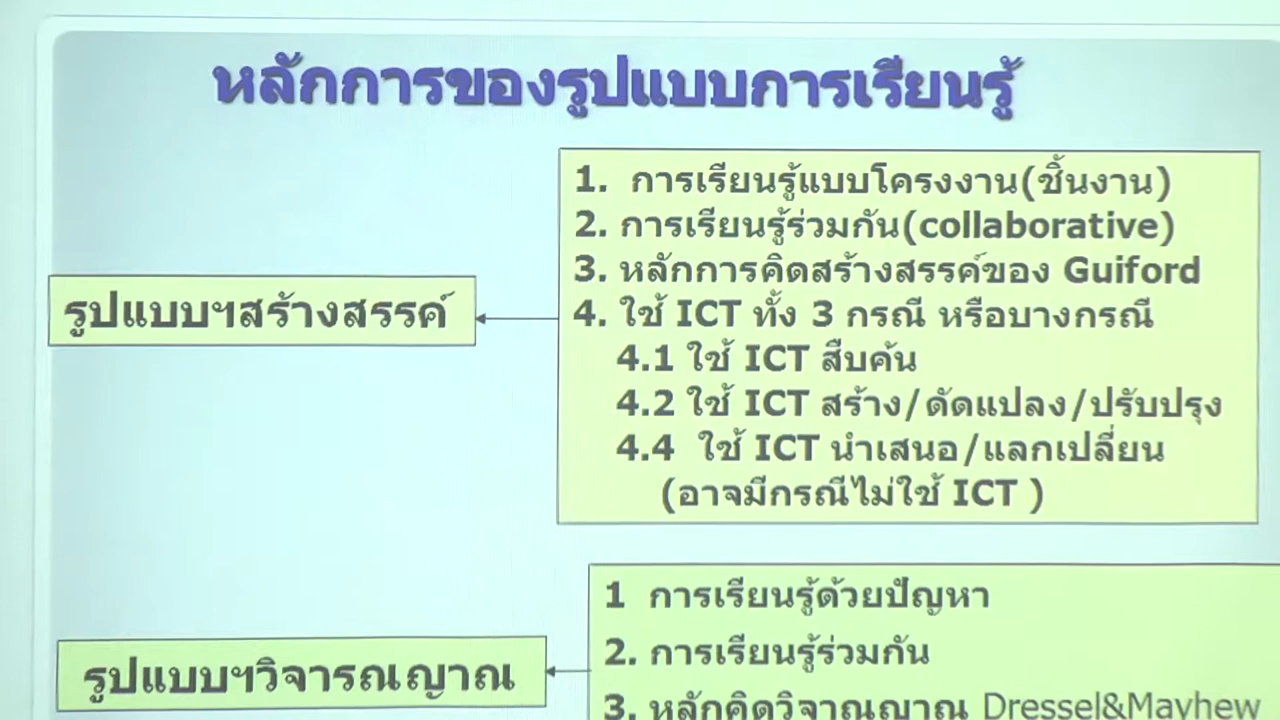 หลักการของรูปแบบการเรียนรู้
1. การเรียนรู้แบบโครงงาน(ชิ้นงาน)
2. การเรียนรู้ร่วมกัน(collaborative)
3. หลักการคิดสร้างสรรค์ของ Guiford
4. ใช้ ICT ทั้ง 3 กรณี หรือบางกรณี
4.1 ใช้ ICT สืบค้น
4.2 ใช้ ICT สร้าง/ดัดแปลง/ปรับปรุง
4.4 ใช้ ICT นำเสนอ/แลกเปลี่ยน
(อาจมีกรณีไม่ใช้ ICT )
รูปแบบฯสร้างสรรค์
1 การเรียนรู้ด้วยปัญหา
2. การเรียนรู้ร่วมกัน
3. หลักคิดวิจาณญาณ Dressel&Mayhew
รูปแบบฯวิจารณญาณ